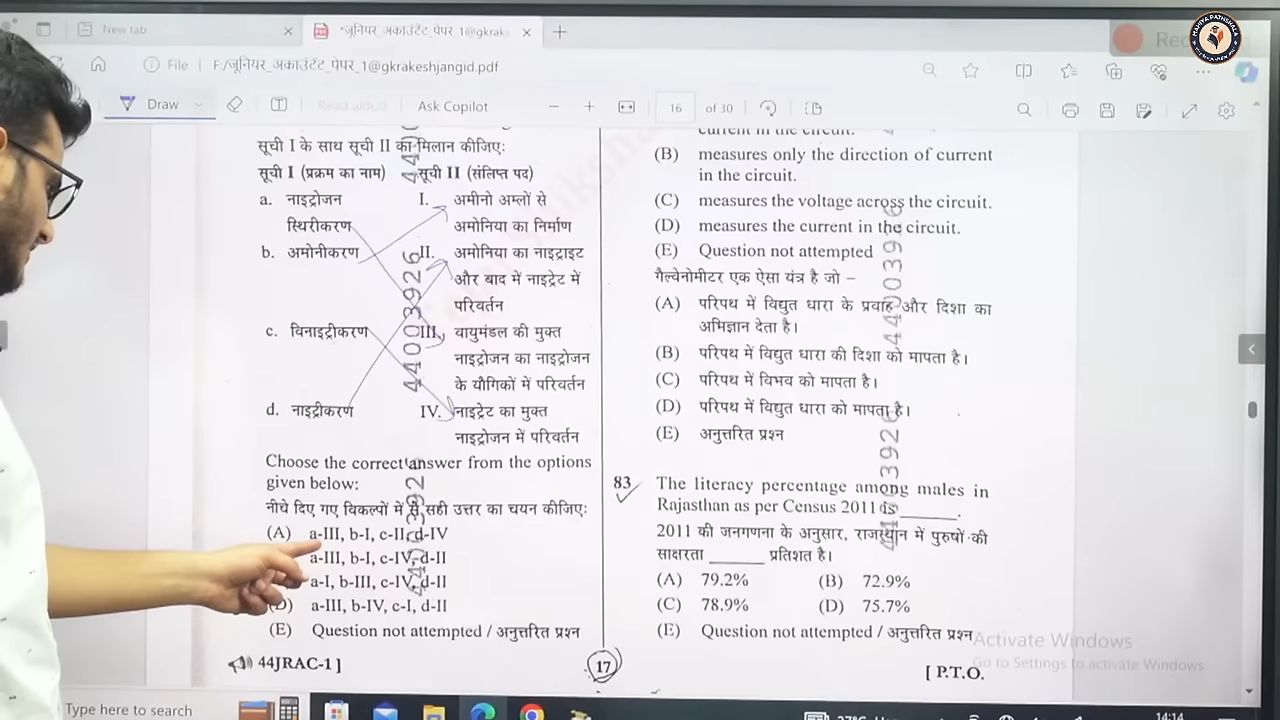 New tab
*जूनियर_अकाउंटेंट_पेपर_1@gkrak
MAHIYA PATHSHALA
Rec
File F:/जूनियर_अकाउंटेंट_पेपर_1@gkrakeshjangid.pdf
Draw
Read aloud
Ask Copilot
16 of 30
सूची I के साथ सूची II का मिलान कीजिए:
सूची I (प्रक्रम का नाम) सूची II (संलिप्त पद)
a. नाइट्रोजन I. अमीनो अम्लों से
स्थिरीकरण अमोनिया का निर्माण
b. अमोनीकरण II. अमोनिया का नाइट्राइट
और बाद में नाइट्रेट में
परिवर्तन
c. विनाइट्रीकरण III. वायुमंडल की मुक्त
नाइट्रोजन का नाइट्रोजन
के यौगिकों में परिवर्तन
d. नाइट्रीकरण IV. नाइट्रेट का मुक्त
नाइट्रोजन में परिवर्तन
Choose the correct answer from the options
given below:
नीचे दिए गए विकल्पों में से सही उत्तर का चयन कीजिए:
(A) a-III, b-I, c-II, d-IV
a-III, b-I, c-IV, d-II
a-I, b-III, c-IV, d-II
(D) a-III, b-IV, c-I, d-II
(E) Question not attempted / अनुत्तरित प्रश्न
44JRAC-1 ]
17
44003926
current in the circuit.
(B) measures only the direction of current
in the circuit.
(C) measures the voltage across the circuit.
(D) measures the current in the circuit.
(E) Question not attempted
गैल्वेनोमीटर एक ऐसा यंत्र है जो –
(A) परिपथ में विद्युत धारा के प्रवाह और दिशा का
अभिज्ञान देता है।
(B) परिपथ में विद्युत धारा की दिशा को मापता है।
(C) परिपथ में विभव को मापता है।
(D) परिपथ में विद्युत धारा को मापता है।
(E) अनुत्तरित प्रश्न
83 The literacy percentage among males in
Rajasthan as per Census 2011 is ______.
2011 की जनगणना के अनुसार, राजस्थान में पुरुषों की
साक्षरता ______ प्रतिशत है।
(A) 79.2% (B) 72.9%
(C) 78.9% (D) 75.7%
(E) Question not attempted / अनुत्तरित प्रश्न
[ P.T.O.
Activate Windows
Go to Settings to activate Windows.
Type here to search
14:14